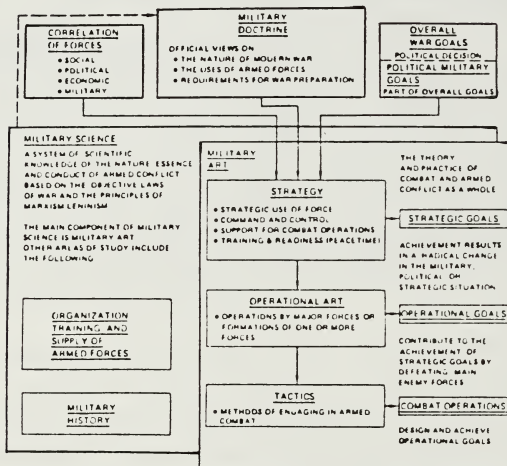 CORRELATION
OF FORCES
• SOCIAL
• POLITICAL
• ECONOMIC
• MILITARY
MILITARY
DOCTRINE
OFFICIAL VIEWS ON
• THE NATURE OF MODERN WAR
• THE USES OF ARMED FORCES
• REQUIREMENTS FOR WAR PREPARATION
OVERALL
WAR GOALS
POLITICAL DECISION
POLITICAL MILITARY
GOALS
PART OF OVERALL GOALS
MILITARY SCIENCE
A SYSTEM OF SCIENTIFIC
KNOWLEDGE OF THE NATURE ESSENCE
AND CONDUCT OF ARMED CONFLICT
BASED ON THE OBJECTIVE LAWS
OF WAR AND THE PRINCIPLES OF
MARXISM LENINISM
THE MAIN COMPONENT OF MILITARY
SCIENCE IS MILITARY ART
OTHER AREAS OF STUDY INCLUDE
THE FOLLOWING
ORGANIZATION
TRAINING AND
SUPPLY OF
ARMED FORCES
MILITARY
HISTORY
MILITARY
ART
THE THEORY
AND PRACTICE OF
COMBAT AND ARMED
CONFLICT AS A WHOLE
STRATEGY
• STRATEGIC USE OF FORCE
• COMMAND AND CONTROL
• SUPPORT FOR COMBAT OPERATIONS
• TRAINING & READINESS (PEACETIME)
STRATEGIC GOALS
ACHIEVEMENT RESULTS
IN A RADICAL CHANGE
IN THE MILITARY,
POLITICAL OR
STRATEGIC SITUATION
OPERATIONAL ART
• OPERATIONS BY MAJOR FORCES OR
FORMATIONS OF ONE OR MORE
FORCES
OPERATIONAL GOALS
CONTRIBUTE TO THE
ACHIEVEMENT OF
STRATEGIC GOALS BY
DEFEATING MAIN
ENEMY FORCES
TACTICS
• METHODS OF ENGAGING IN ARMED
COMBAT
COMBAT OPERATIONS
DESIGN AND ACHIEVE
OPERATIONAL GOALS